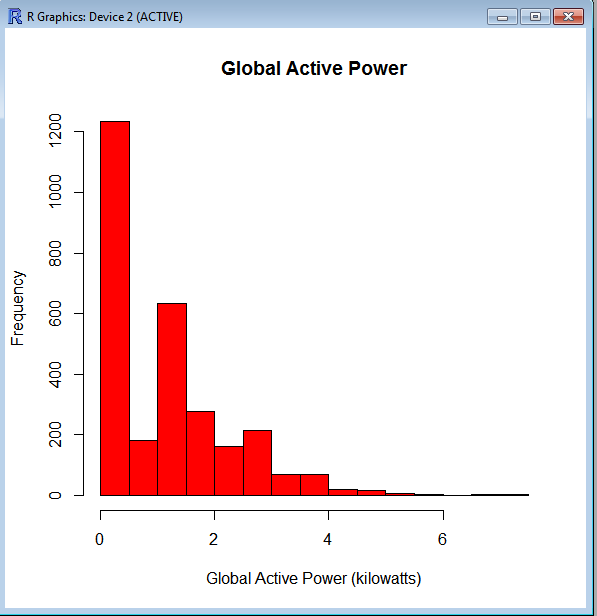 R Graphics: Device 2 (ACTIVE)
Global Active Power
1200
1000
800
600
400
200
0
Frequency
0 2 4 6
Global Active Power (kilowatts)